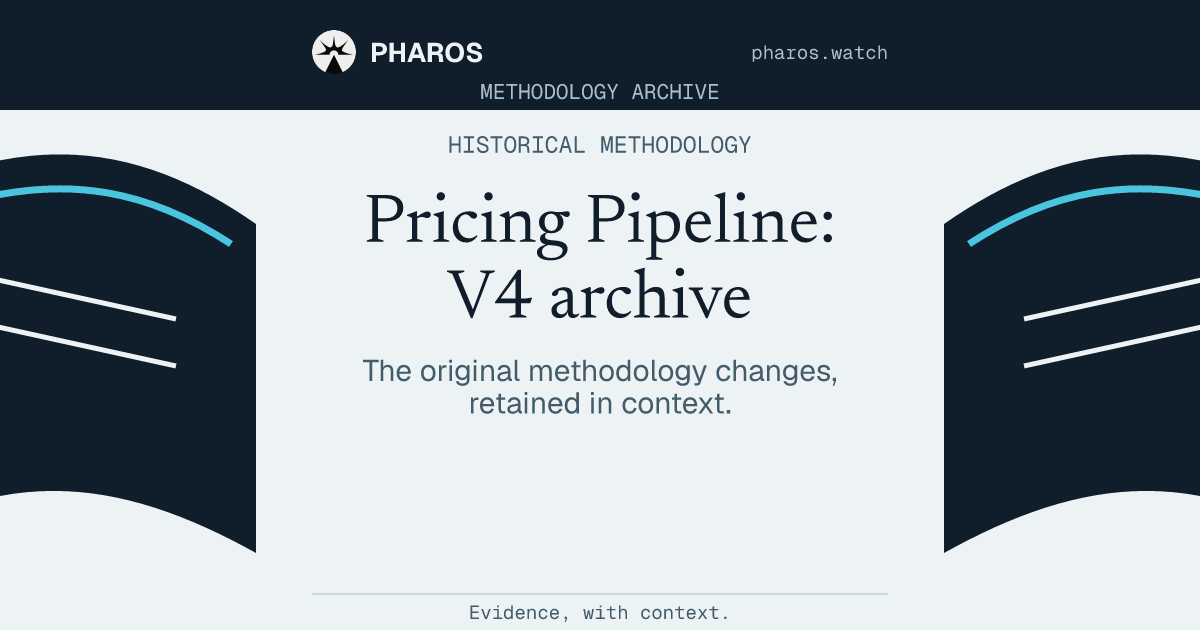 PHAROS
pharos.watch
METHODOLOGY ARCHIVE
HISTORICAL METHODOLOGY
Pricing Pipeline:
V4 archive
The original methodology changes,
retained in context.
Evidence, with context.